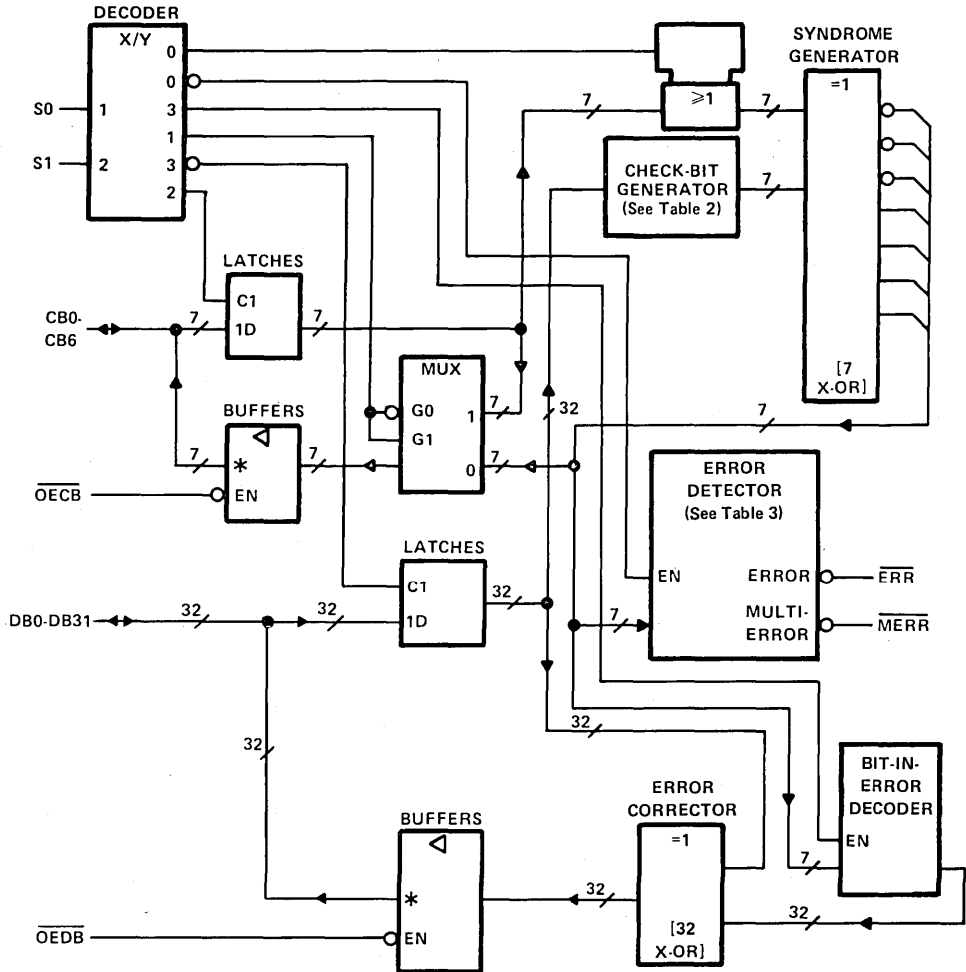 DECODER
X/Y
0
0
3
1
3
2
S0
1
S1
2
SYNDROME
GENERATOR
=1
[7
X-OR]
≥1
7
7
CHECK-BIT
GENERATOR
(See Table 2)
7
LATCHES
C1
1D
CB0-
CB6
7
7
MUX
G0
G1
1
0
7
7
32
7
BUFFERS
*
EN
7
7
OECB
ERROR
DETECTOR
(See Table 3)
EN
ERROR
MULTI-
ERROR
ERR
MERR
7
LATCHES
C1
1D
DB0-DB31
32
32
32
32
32
BIT-IN-
ERROR
DECODER
EN
7
32
ERROR
CORRECTOR
=1
[32
X-OR]
32
BUFFERS
*
EN
OEDB